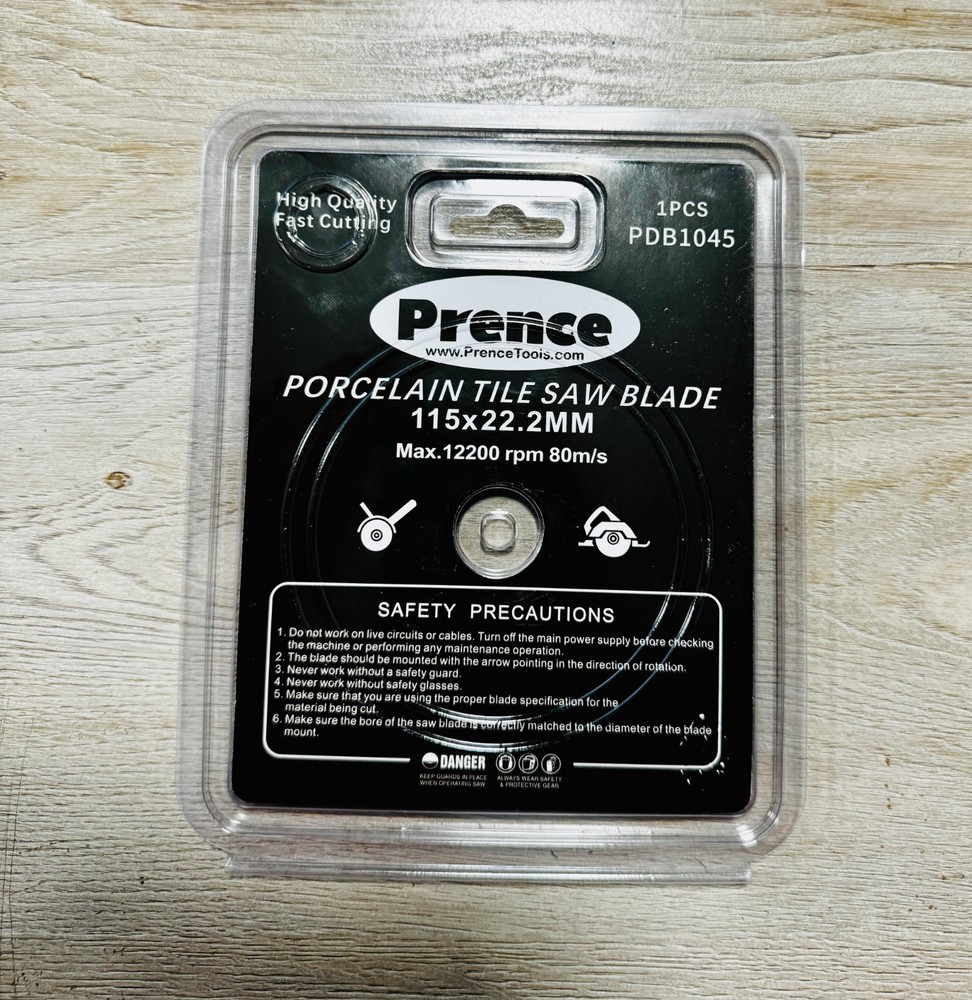 High Quality
Fast Cutting
1PCS
PDB1045
Prence
www.PrenceTools.com
PORCELAIN TILE SAW BLADE
115x22.2MM
Max.12200 rpm 80m/s
SAFETY PRECAUTIONS
1. Do not work on live circuits or cables. Turn off the main power supply before checking
the machine or performing any maintenance operation.
2. The blade should be mounted with the arrow pointing in the direction of rotation.
3. Never work without a safety guard.
4. Never work without safety glasses.
5. Make sure that you are using the proper blade specification for the
material being cut.
6. Make sure the bore of the saw blade is correctly matched to the diameter of the blade
mount.
DANGER
KEEP GUARDS IN PLACE
WHEN OPERATING SAW
ALWAYS WEAR SAFETY
& PROTECTIVE GEAR